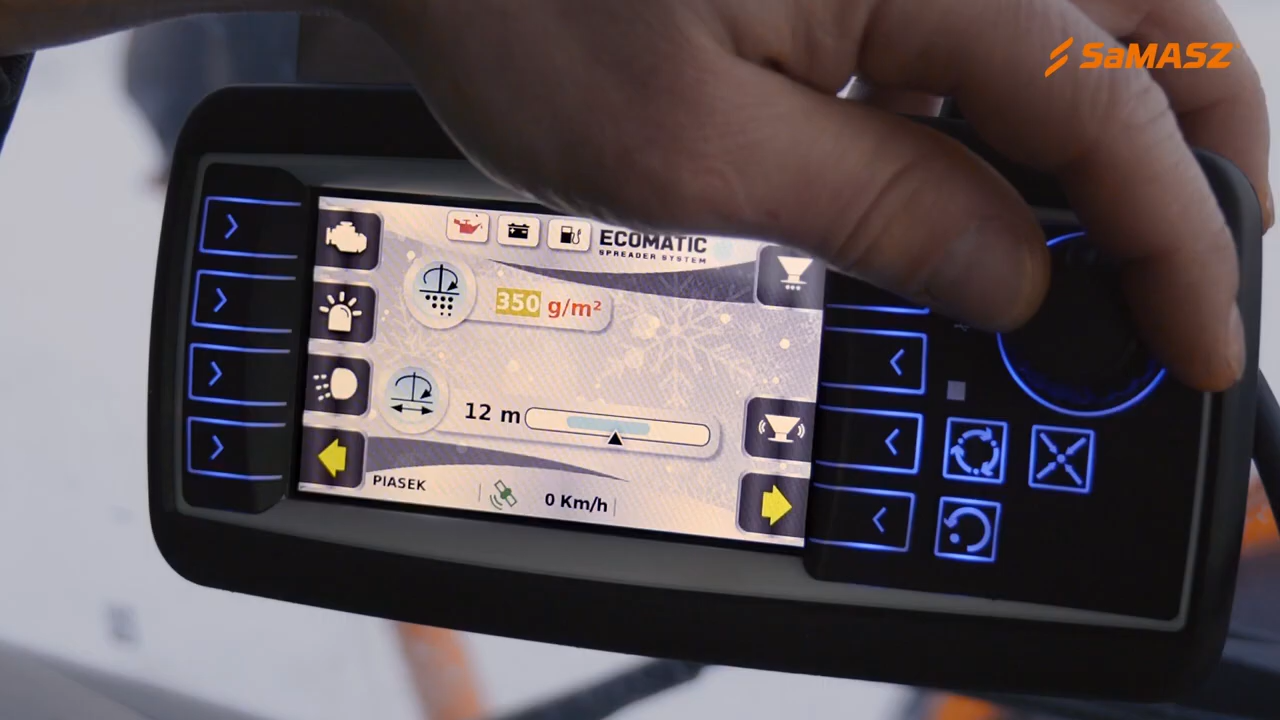 SaMASZ
ECOMATIC
SPREADER SYSTEM
350 g/m²
12 m
PIASEK
0 Km/h